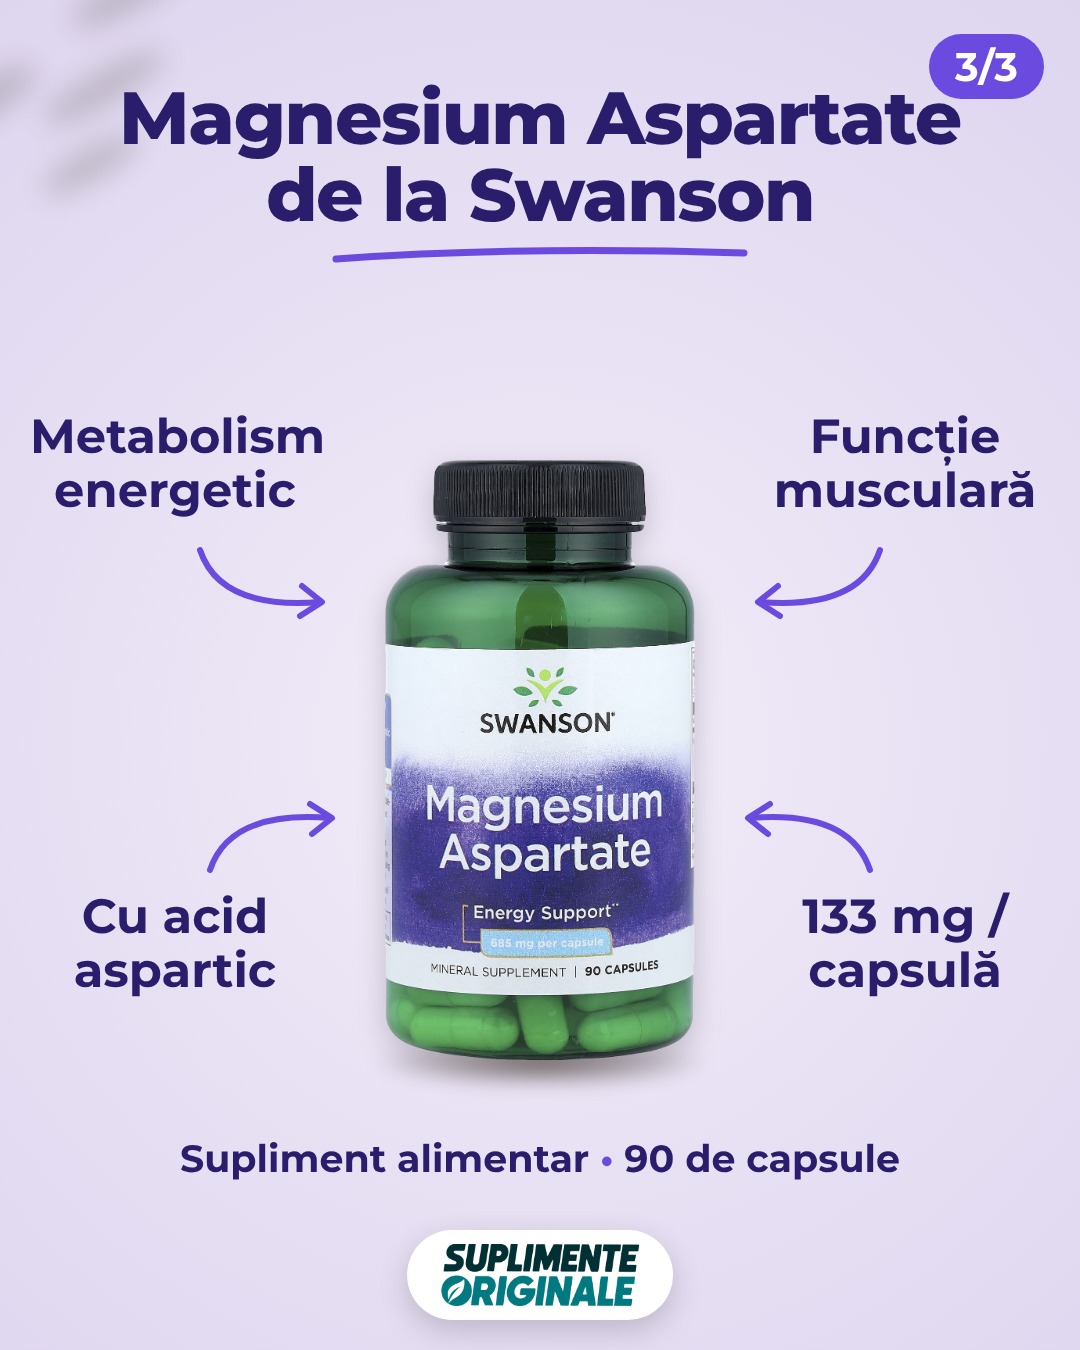 3/3
Magnesium Aspartate
de la Swanson
Metabolism
energetic
Funcție
musculară
SWANSON
Magnesium
Aspartate
Energy Support**
685 mg per capsule
MINERAL SUPPLEMENT | 90 CAPSULES
Cu acid
aspartic
133 mg /
capsulă
Supliment alimentar • 90 de capsule
SUPLIMENTE
ORIGINALE